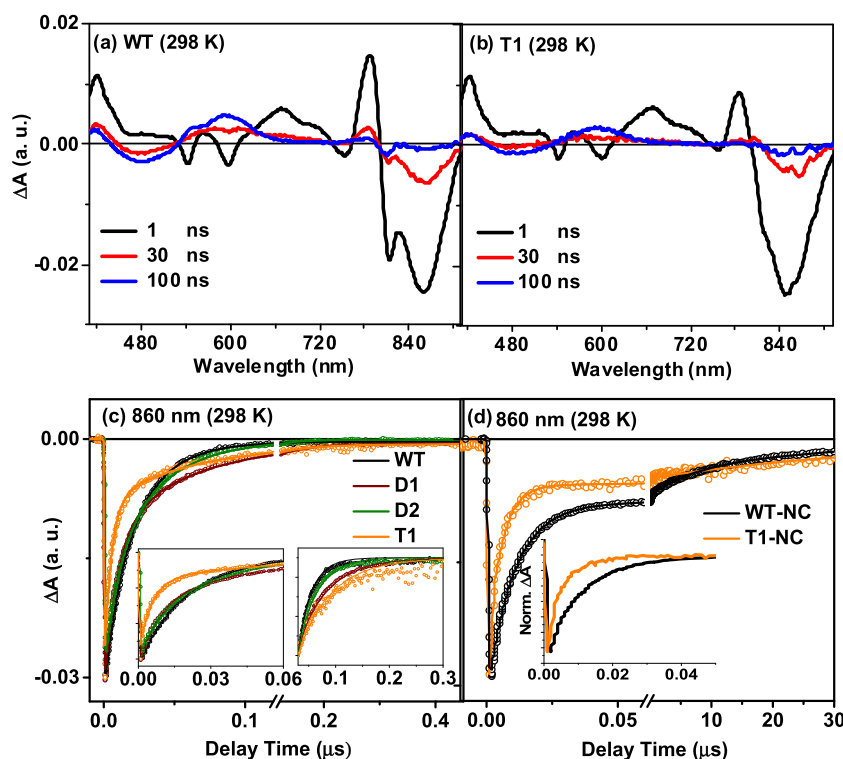 0.02
(a) WT (298 K)
(b) T1 (298 K)
0.00
-0.02
ΔA (a. u.)
1 ns
30 ns
100 ns
1 ns
30 ns
100 ns
480 600 720 840
480 600 720 840
Wavelength (nm)
Wavelength (nm)
(c) 860 nm (298 K)
(d) 860 nm (298 K)
0.00
-0.03
ΔA (a. u.)
WT
D1
D2
T1
WT-NC
T1-NC
Norm. ΔA
0.00 0.03 0.06
0.1 0.2 0.3
0.00 0.02 0.04
0.0 0.1 0.2 0.4
0.00 0.05 10 20 30
Delay Time (μs)
Delay Time (μs)